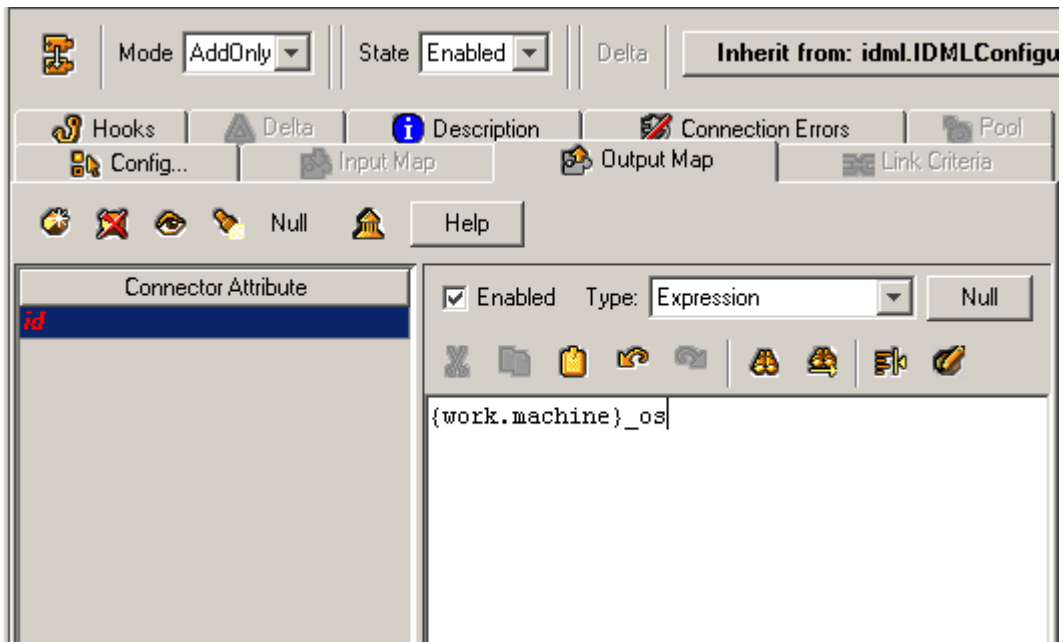 Mode AddOnly State Enabled Delta Inherit from: idml.IDMLConfigu
Hooks Delta Description Connection Errors Pool
Config... Input Map Output Map Link Criteria
Null Help
Connector Attribute
Enabled Type: Expression Null
id
{work.machine}_os